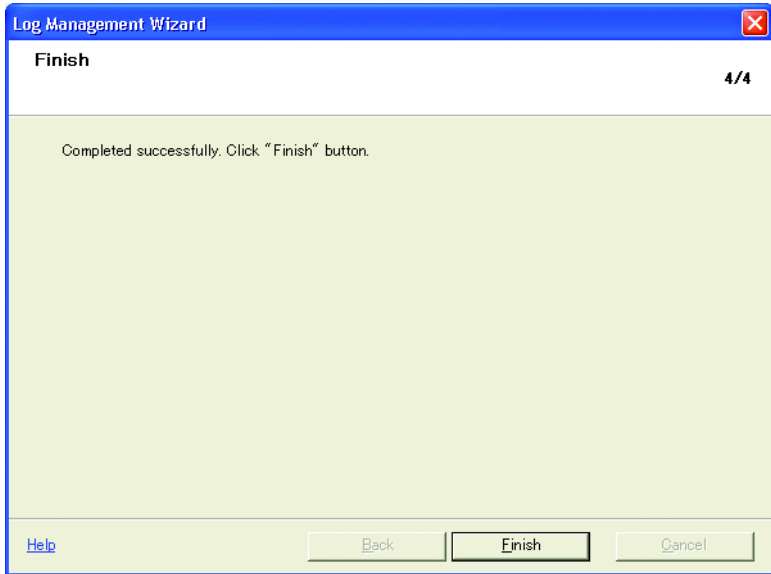 Log Management Wizard
Finish
4/4
Completed successfully. Click "Finish" button.
Help
Back
Finish
Cancel